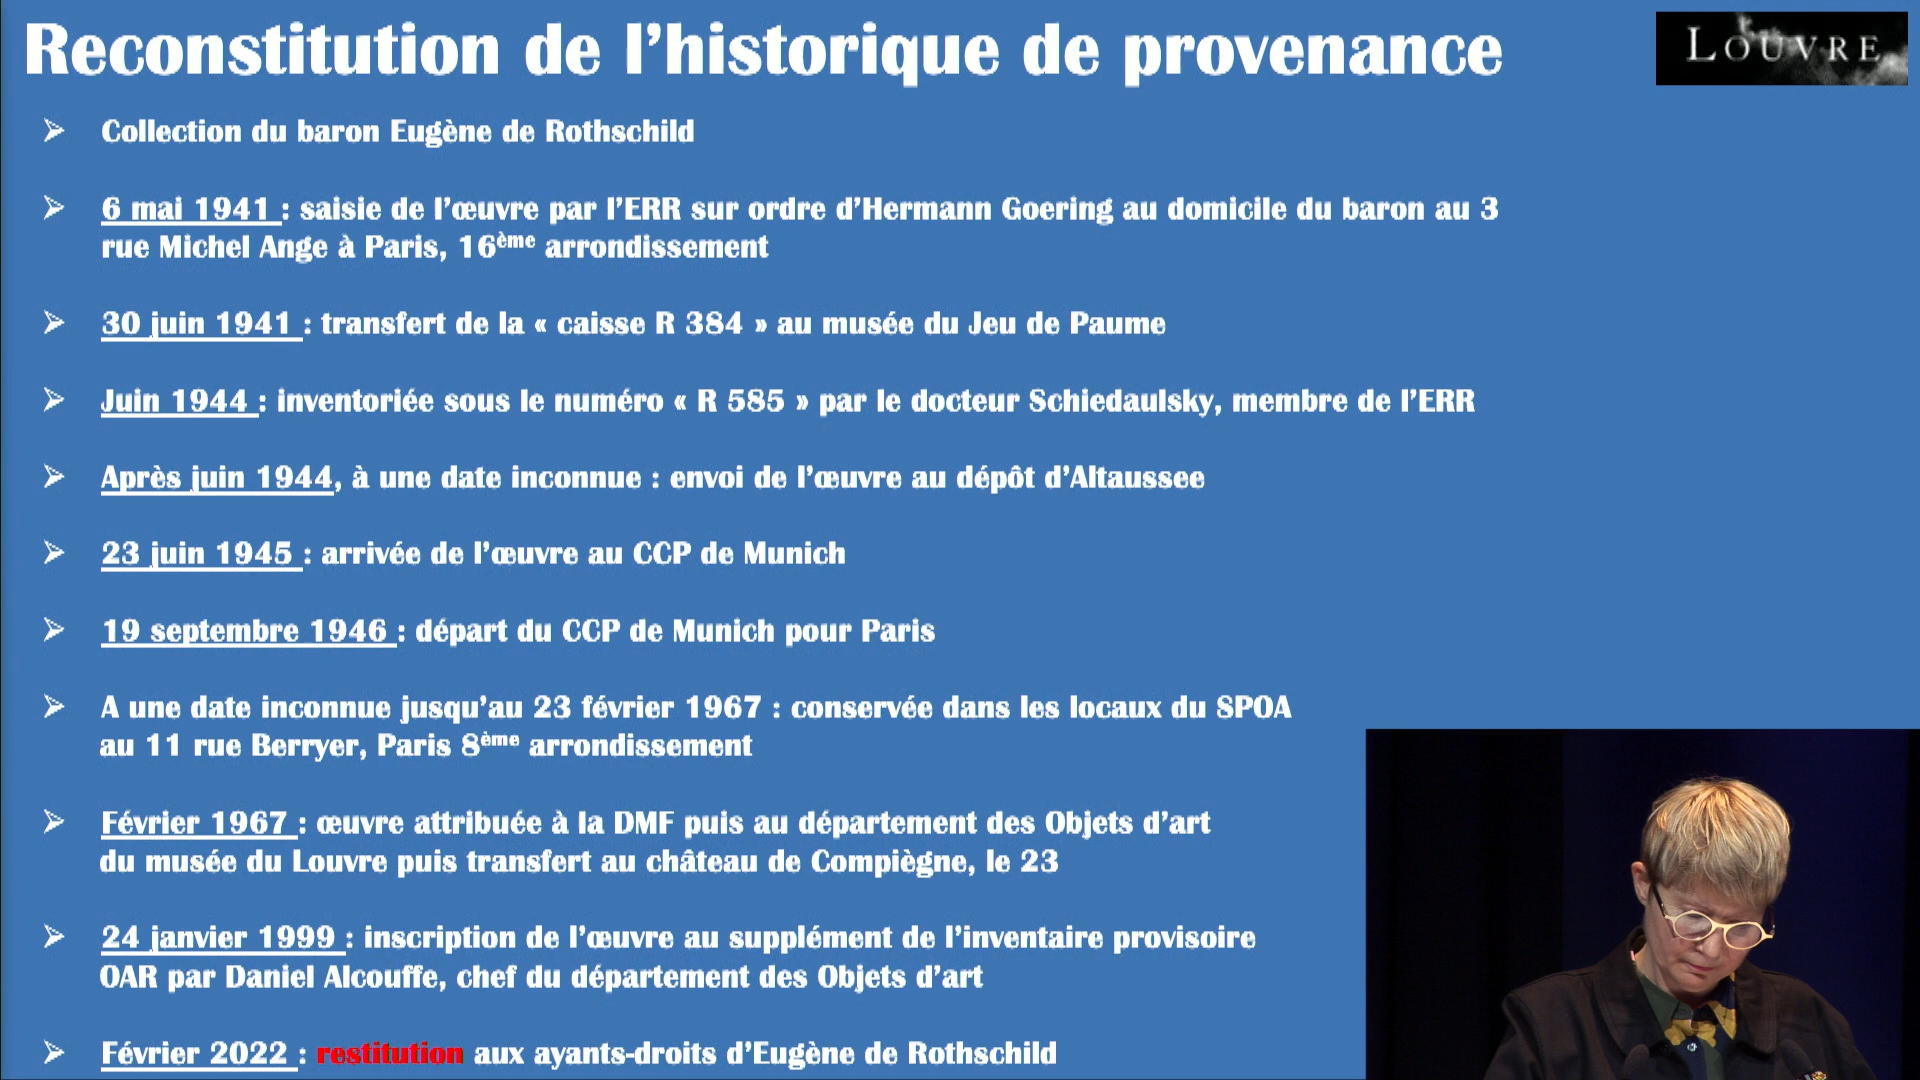 Reconstitution de l’historique de provenance
LOUVRE
Collection du baron Eugène de Rothschild
6 mai 1941 : saisie de l’œuvre par l’ERR sur ordre d’Hermann Goering au domicile du baron au 3
rue Michel Ange à Paris, 16ème arrondissement
30 juin 1941 : transfert de la « caisse R 384 » au musée du Jeu de Paume
Juin 1944 : inventoriée sous le numéro « R 585 » par le docteur Schiedaulsky, membre de l’ERR
Après juin 1944, à une date inconnue : envoi de l’œuvre au dépôt d’Altaussee
23 juin 1945 : arrivée de l’œuvre au CCP de Munich
19 septembre 1946 : départ du CCP de Munich pour Paris
A une date inconnue jusqu’au 23 février 1967 : conservée dans les locaux du SPOA
au 11 rue Berryer, Paris 8ème arrondissement
Février 1967 : œuvre attribuée à la DMF puis au département des Objets d’art
du musée du Louvre puis transfert au château de Compiègne, le 23
24 janvier 1999 : inscription de l’œuvre au supplément de l’inventaire provisoire
OAR par Daniel Alcouffe, chef du département des Objets d’art
Février 2022 : restitution aux ayants-droits d’Eugène de Rothschild